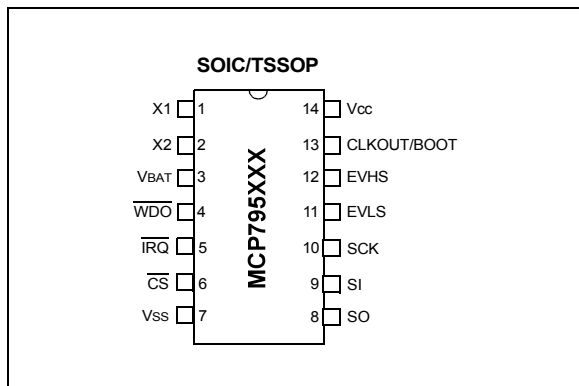 SOIC/TSSOP
X1 1 14 Vcc
X2 2 13 CLKOUT/BOOT
VBAT 3 12 EVHS
WDO 4 11 EVLS
IRQ 5 10 SCK
CS 6 9 SI
Vss 7 8 SO
MCP795XXX